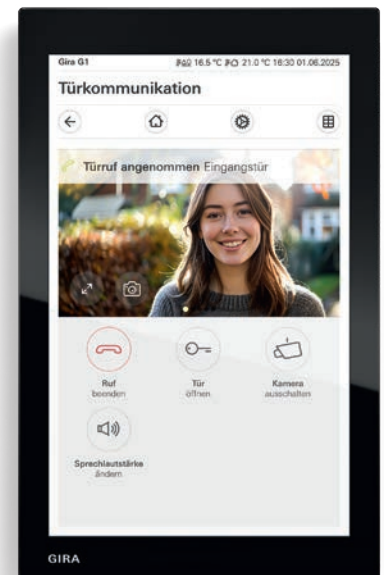 Gira G1
16.5 °C 21.0 °C 16:30 01.06.2025
Türkommunikation
Türruf angenommen Eingangstür
Ruf
beenden
Tür
öffnen
Kamera
ausschalten
Sprechlautstärke
ändern
GIRA